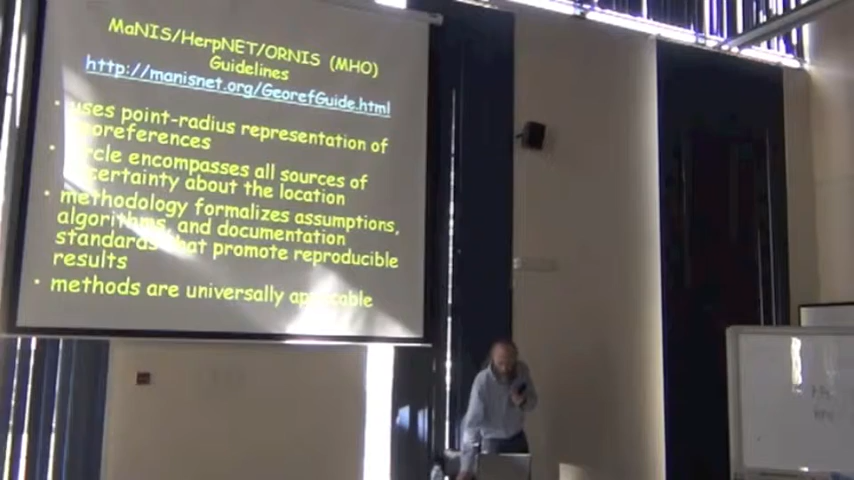 MaNIS/HerpNET/ORNIS (MHO)
Guidelines
http://manisnet.org/GeorefGuide.html
• uses point-radius representation of
georeferences
• circle encompasses all sources of
uncertainty about the location
• methodology formalizes assumptions,
algorithms, and documentation
standards that promote reproducible
results
• methods are universally applicable